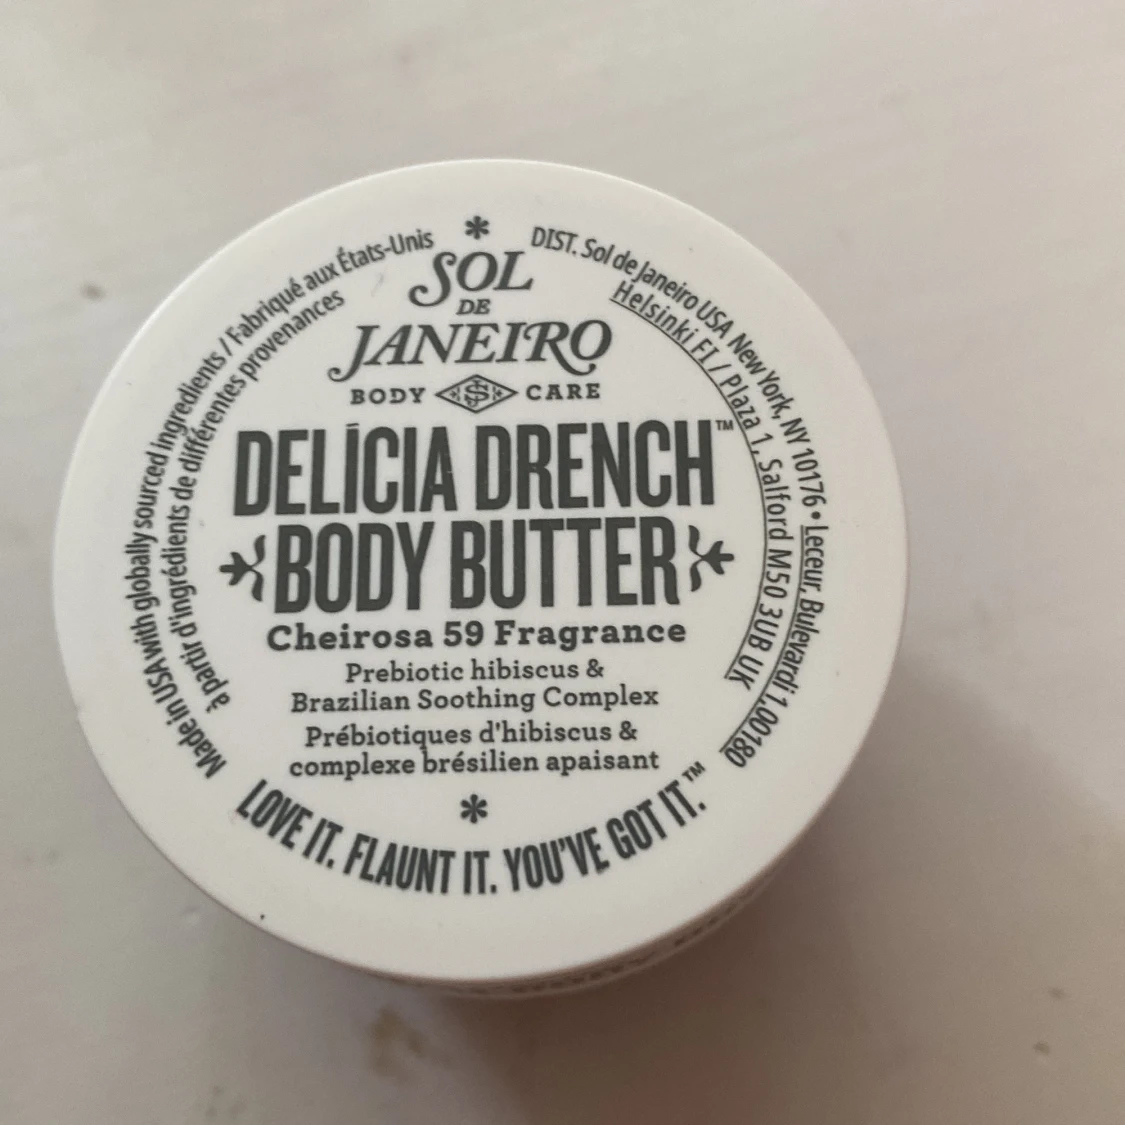 SOL
DE
JANEIRO
BODY CARE
DELÍCIA DRENCH™
BODY BUTTER
Cheirosa 59 Fragrance
Prebiotic hibiscus &
Brazilian Soothing Complex
Prébiotiques d'hibiscus &
complexe brésilien apaisant
LOVE IT. FLAUNT IT. YOU'VE GOT IT.™
Made in USA with globally sourced ingredients / Fabriqué aux États-Unis
à partir d'ingrédients de différentes provenances
DIST. Sol de Janeiro USA New York, NY 10176 • Leceur, Bulevardi 1,00180
Helsinki FI / Plaza 1, Salford M50 3UB UK